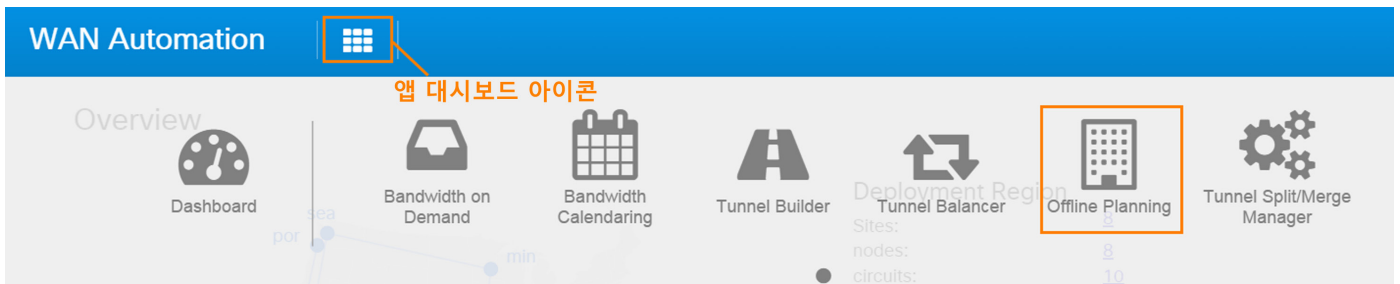 WAN Automation
앱 대시보드 아이콘
Overview
Dashboard
Bandwidth on
Demand
Bandwidth
Calendaring
Tunnel Builder
Tunnel Balancer
Offline Planning
Tunnel Split/Merge
Manager
sea
por
min
Deployment Region
Sites:
8
nodes:
8
circuits:
10